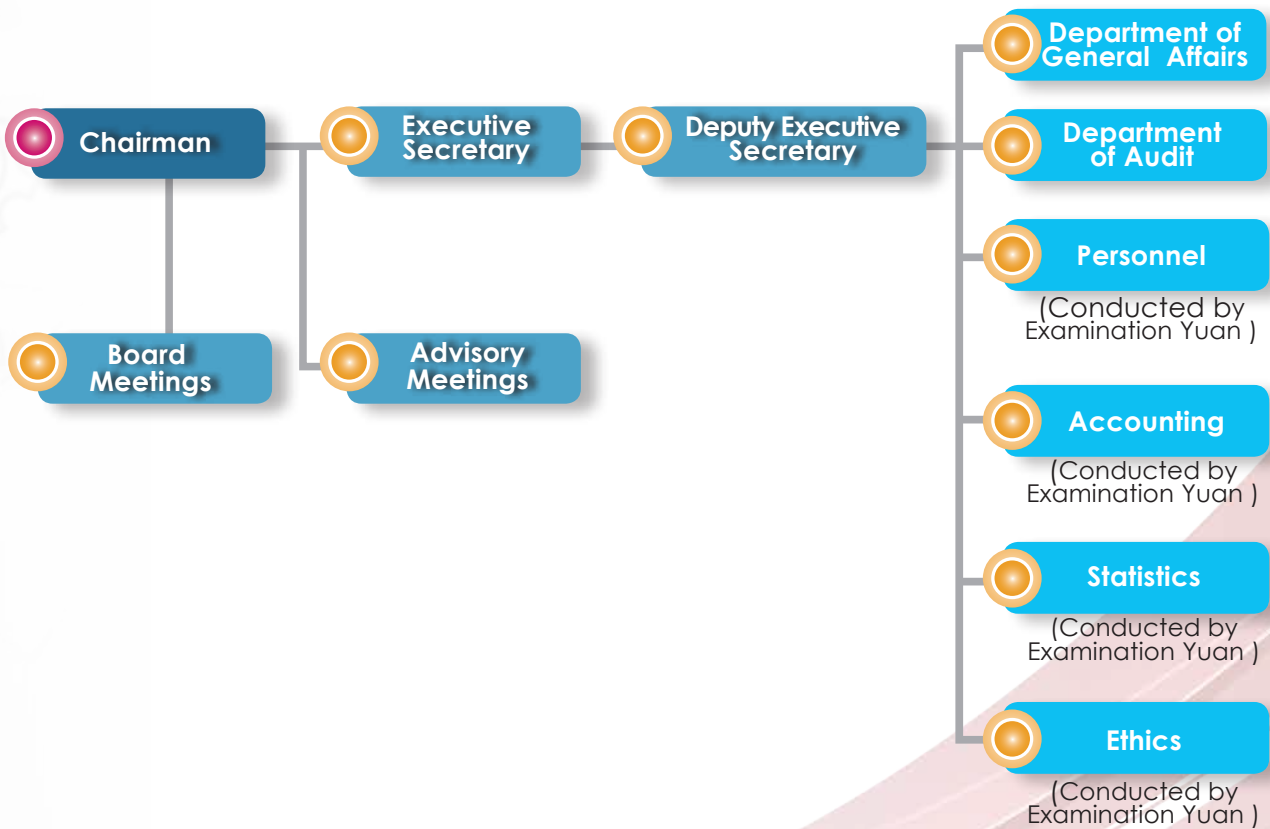 Chairman
Board
Meetings
Executive
Secretary
Advisory
Meetings
Deputy Executive
Secretary
Department of
General Affairs
Department
of Audit
Personnel
(Conducted by
Examination Yuan )
Accounting
(Conducted by
Examination Yuan )
Statistics
(Conducted by
Examination Yuan )
Ethics
(Conducted by
Examination Yuan )